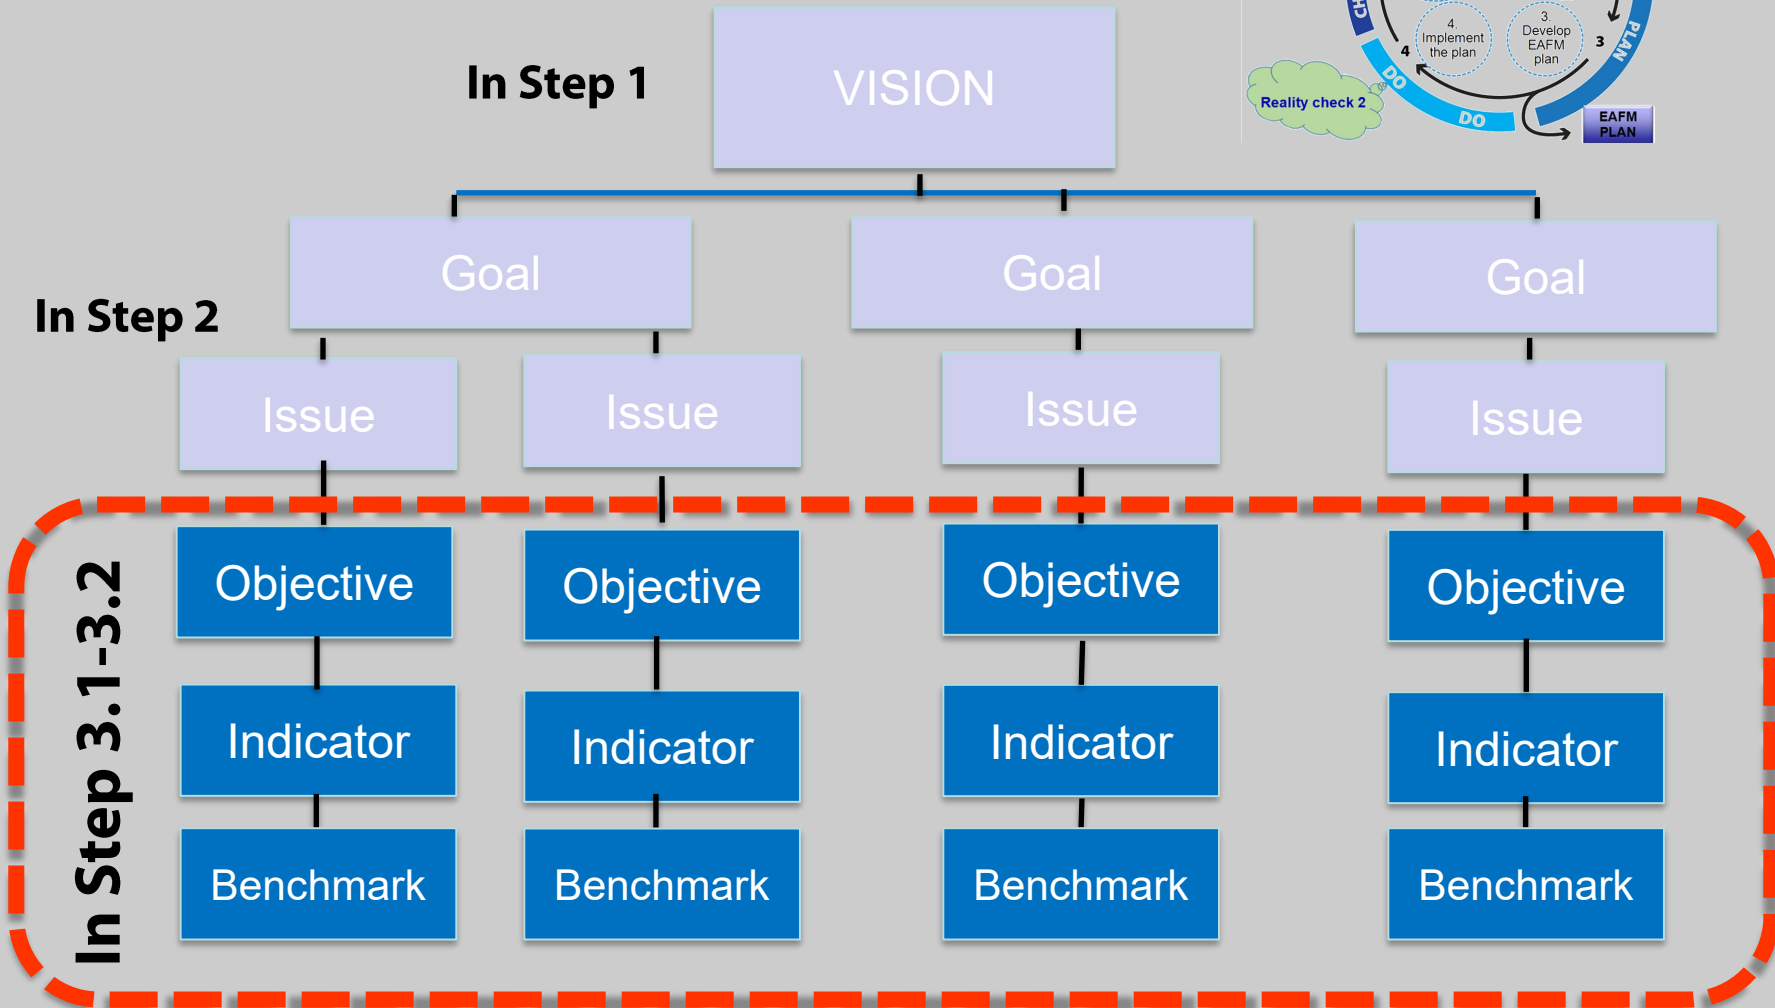 In Step 1
VISION
CH
4.
Implement
the plan
3.
Develop
EAFM
plan
4
3
PLAN
DO
DO
Reality check 2
EAFM
PLAN
Goal
Goal
Goal
In Step 2
Issue
Issue
Issue
Issue
In Step 3.1-3.2
Objective
Objective
Objective
Objective
Indicator
Indicator
Indicator
Indicator
Benchmark
Benchmark
Benchmark
Benchmark